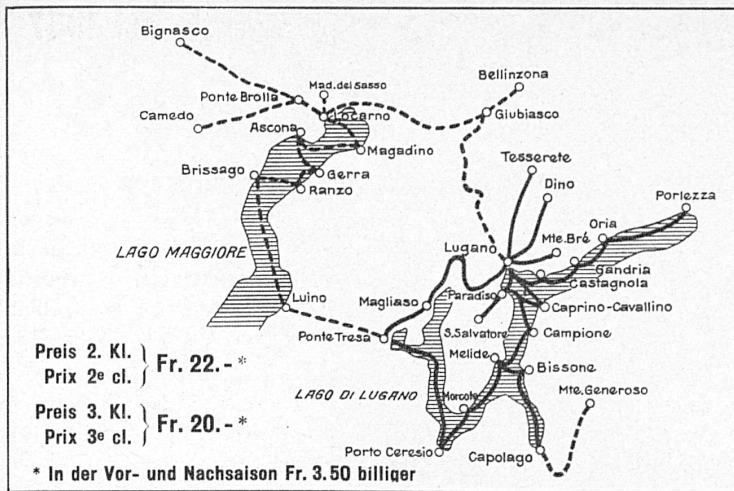 Bignasco
Mad. del Sasso
Bellinzona
Ponte Brolla
Camedo
Locarno
Giubiasco
Ascona
Magadino
Tesserete
Brissago
Gerra
Dino
Ranzo
Porlezza
Oria
Lugano
Mte. Bré
LAGO MAGGIORE
Gandria
Castagnola
Luino
Magliaso
Paradiso
Caprino-Cavallino
S. Salvatore
Ponte Tresa
Campione
Melide
Bissone
LAGO DI LUGANO
Morcote
Mte. Generoso
Porto Ceresio
Capolago
Preis 2. Kl. } Fr. 22.-*
Prix 2e cl.
Preis 3. Kl. } Fr. 20.-*
Prix 3e cl.
* In der Vor- und Nachsaison Fr. 3.50 billiger